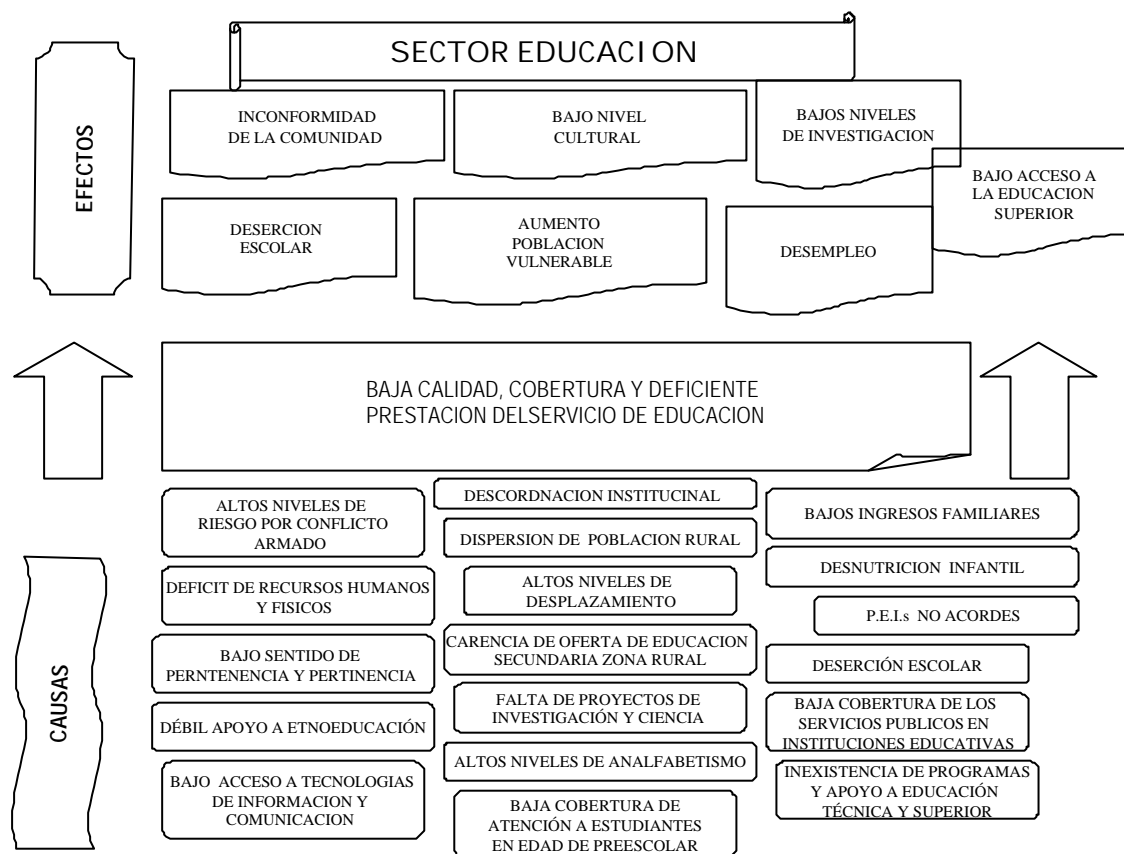 SECTOR EDUCACION
EFECTOS
INCONFORMIDAD
DE LA COMUNIDAD
BAJO NIVEL
CULTURAL
BAJOS NIVELES
DE INVESTIGACION
BAJO ACCESO A
LA EDUCACION
SUPERIOR
DESERCION
ESCOLAR
AUMENTO
POBLACION
VULNERABLE
DESEMPLEO
BAJA CALIDAD, COBERTURA Y DEFICIENTE
PRESTACION DELSERVICIO DE EDUCACION
CAUSAS
ALTOS NIVELES DE
RIESGO POR CONFLICTO
ARMADO
DEFICIT DE RECURSOS HUMANOS
Y FISICOS
BAJO SENTIDO DE
PERNTENENCIA Y PERTINENCIA
DÉBIL APOYO A ETNOEDUCACIÓN
BAJO ACCESO A TECNOLOGIAS
DE INFORMACION Y
COMUNICACION
DESCORDNACION INSTITUCINAL
DISPERSION DE POBLACION RURAL
ALTOS NIVELES DE
DESPLAZAMIENTO
CARENCIA DE OFERTA DE EDUCACION
SECUNDARIA ZONA RURAL
FALTA DE PROYECTOS DE
INVESTIGACIÓN Y CIENCIA
ALTOS NIVELES DE ANALFABETISMO
BAJA COBERTURA DE
ATENCIÓN A ESTUDIANTES
EN EDAD DE PREESCOLAR
BAJOS INGRESOS FAMILIARES
DESNUTRICION INFANTIL
P.E.I.s NO ACORDES
DESERCIÓN ESCOLAR
BAJA COBERTURA DE LOS
SERVICIOS PUBLICOS EN
INSTITUCIONES EDUCATIVAS
INEXISTENCIA DE PROGRAMAS
Y APOYO A EDUCACIÓN
TÉCNICA Y SUPERIOR